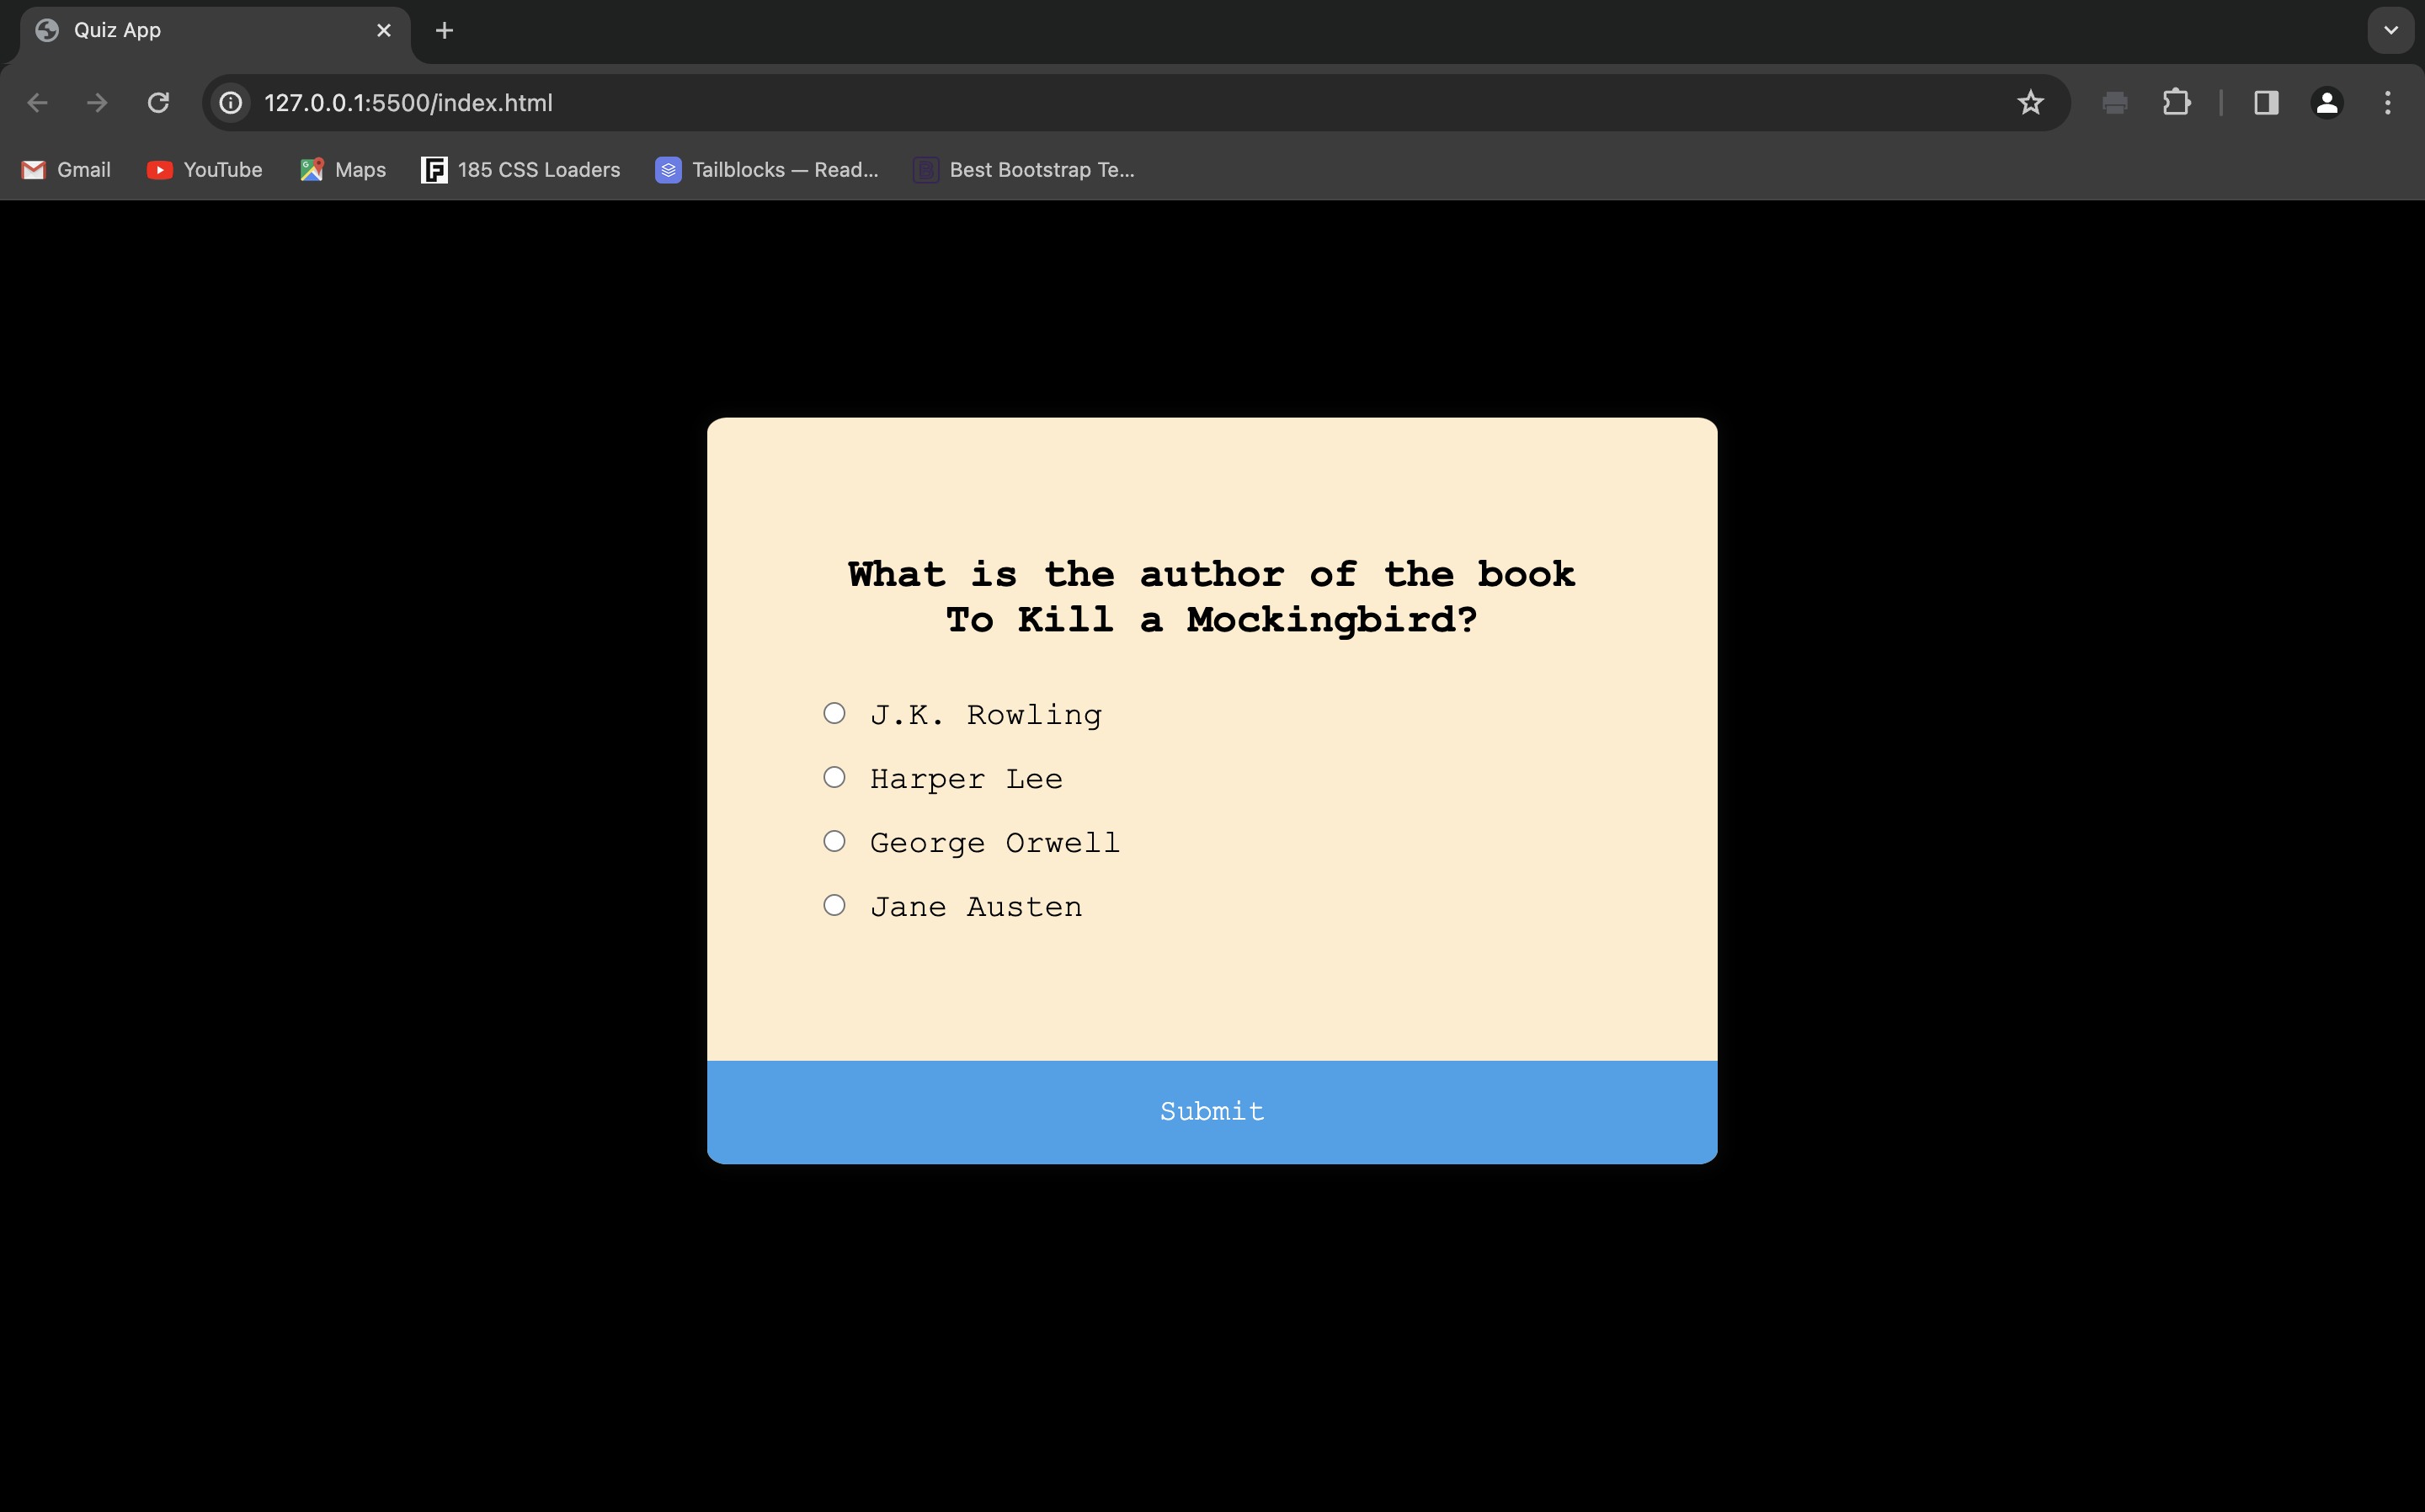 Quiz App
127.0.0.1:5500/index.html
Gmail YouTube Maps 185 CSS Loaders Tailblocks — Read... Best Bootstrap Te...
What is the author of the book
To Kill a Mockingbird?
J.K. Rowling
Harper Lee
George Orwell
Jane Austen
Submit